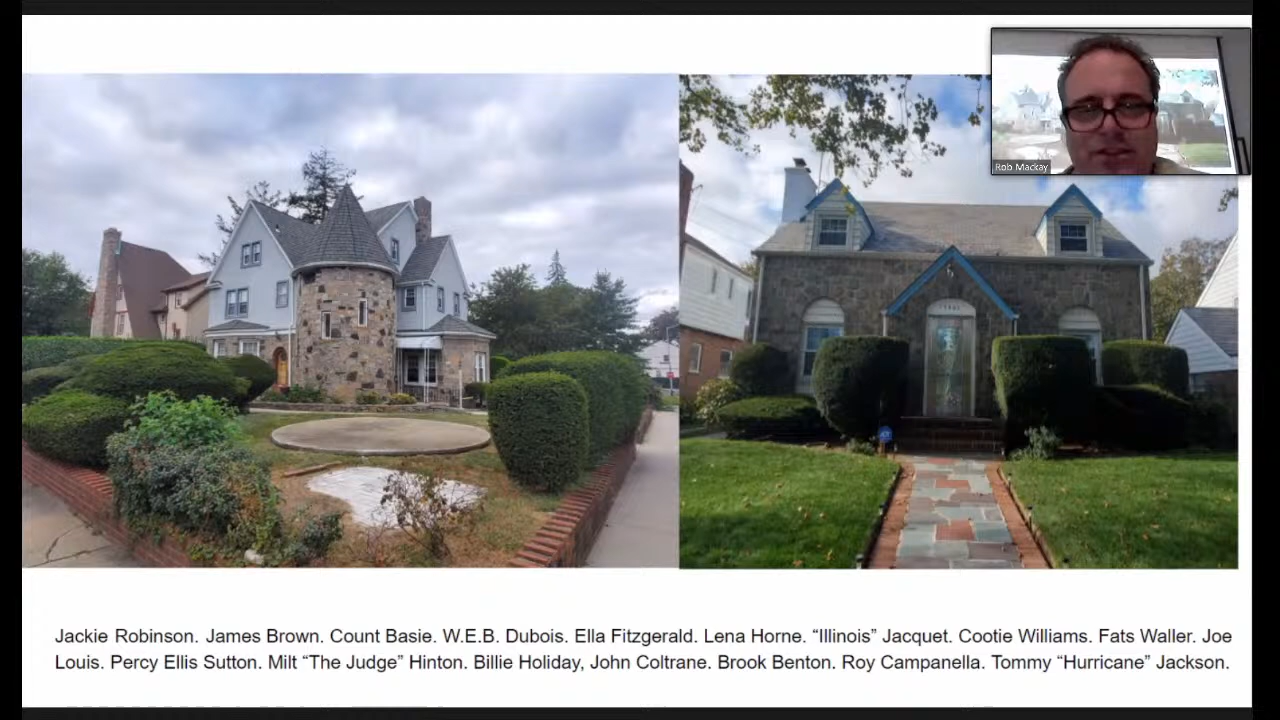 Rob Mackay
Jackie Robinson. James Brown. Count Basie. W.E.B. Dubois. Ella Fitzgerald. Lena Horne. “Illinois” Jacquet. Cootie Williams. Fats Waller. Joe
Louis. Percy Ellis Sutton. Milt “The Judge” Hinton. Billie Holiday, John Coltrane. Brook Benton. Roy Campanella. Tommy “Hurricane” Jackson.